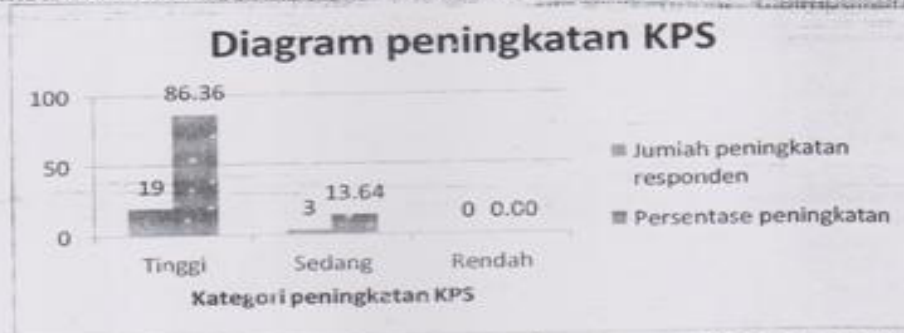 Diagram peningkatan KPS
100
50
0
86.36
19
3
13.64
0 0.00
Tinggi
Sedang
Rendah
Kategori peningkatan KPS
Jumlah peningkatan
responden
Persentase peningkatan